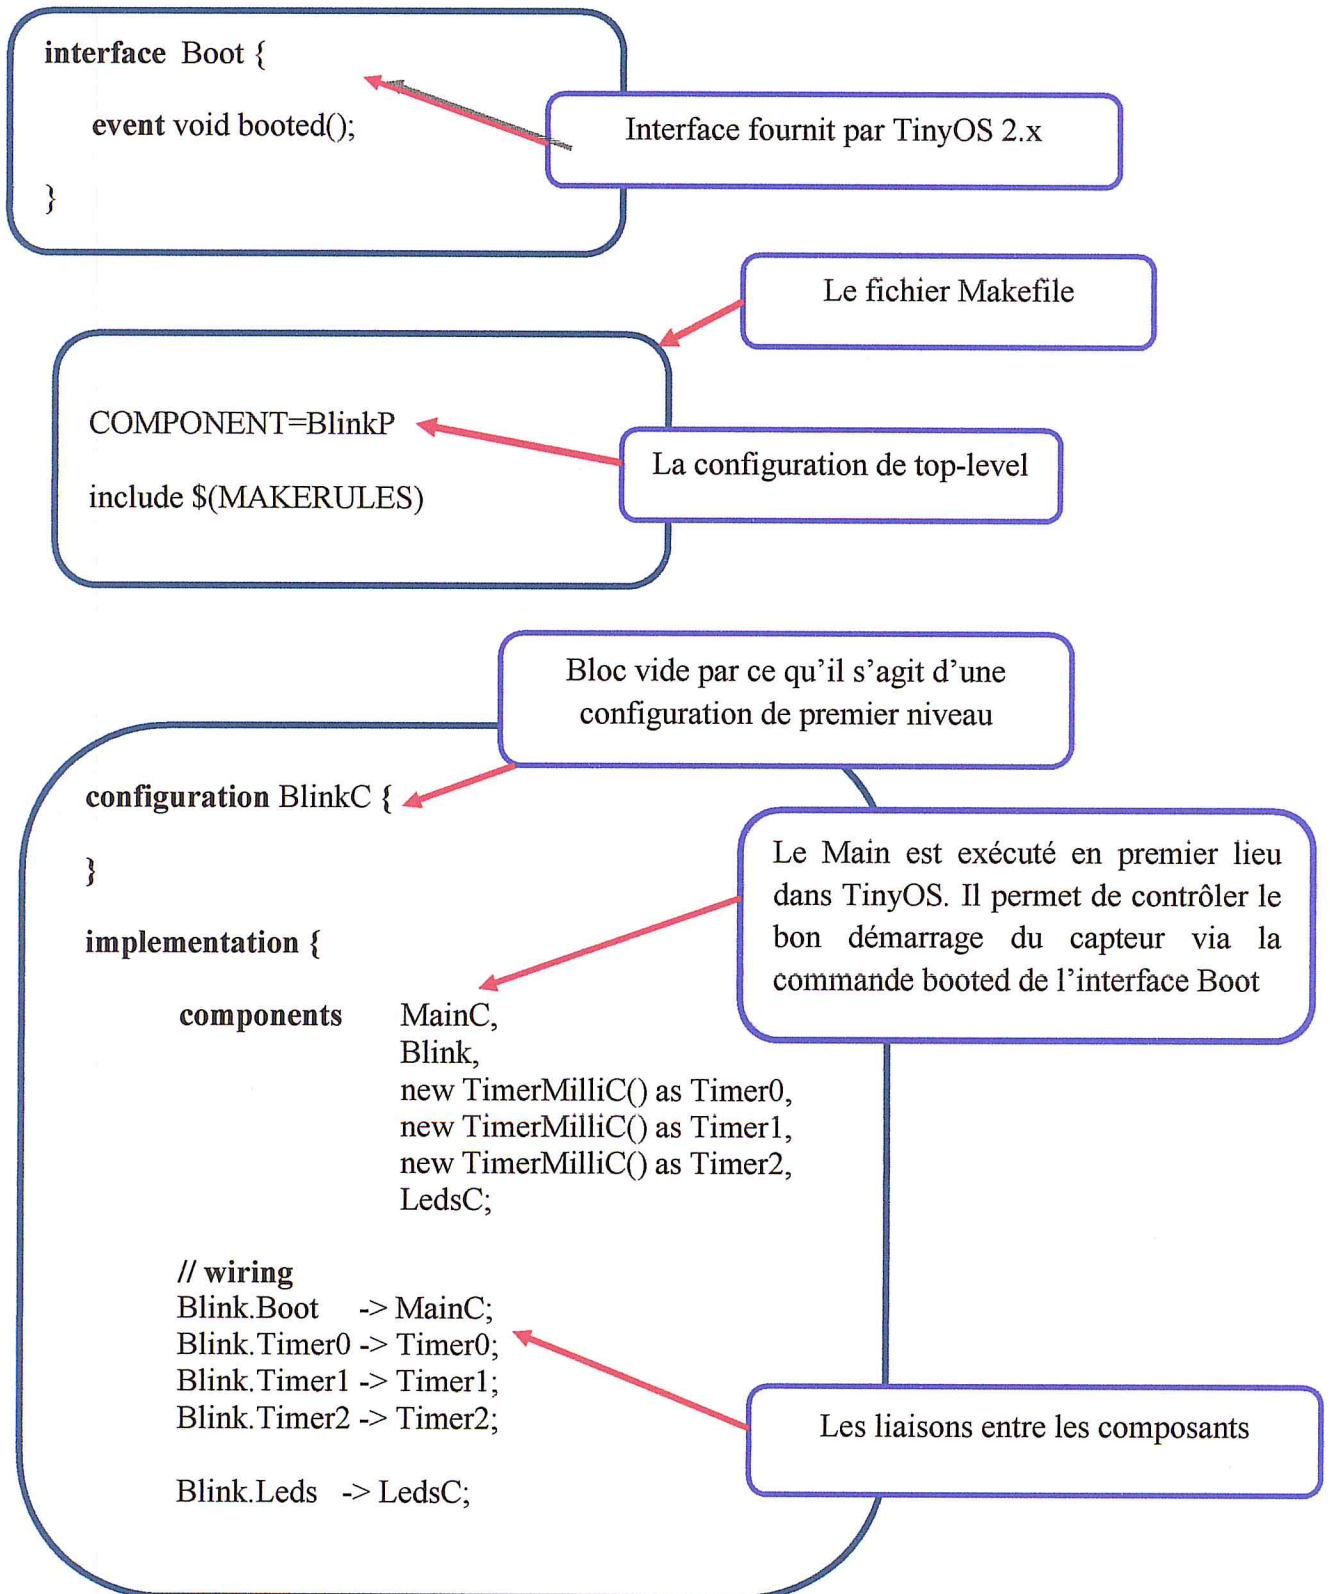 interface Boot {
event void booted();
}
Interface fournit par TinyOS 2.x
Le fichier Makefile
COMPONENT=BlinkP
include $(MAKERULES)
La configuration de top-level
Bloc vide par ce qu’il s’agit d’une
configuration de premier niveau
configuration BlinkC {
}
implementation {
Le Main est exécuté en premier lieu
dans TinyOS. Il permet de contrôler le
bon démarrage du capteur via la
commande booted de l’interface Boot
components MainC,
Blink,
new TimerMilliC() as Timer0,
new TimerMilliC() as Timer1,
new TimerMilliC() as Timer2,
LedsC;
// wiring
Blink.Boot -> MainC;
Blink.Timer0 -> Timer0;
Blink.Timer1 -> Timer1;
Blink.Timer2 -> Timer2;
Les liaisons entre les composants
Blink.Leds -> LedsC;